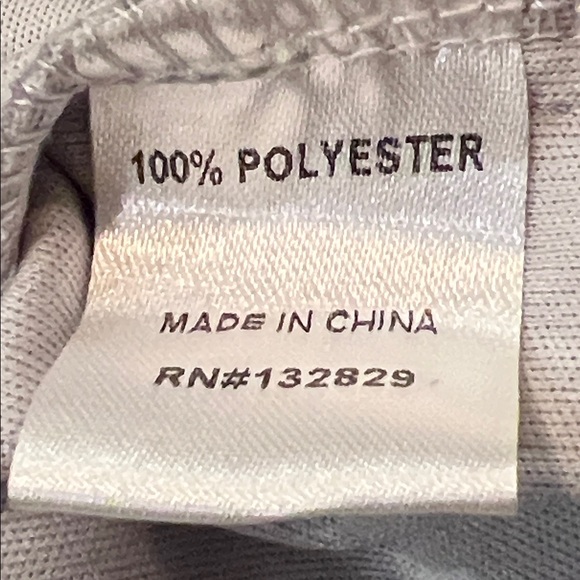 100% POLYESTER
MADE IN CHINA
RN#132829